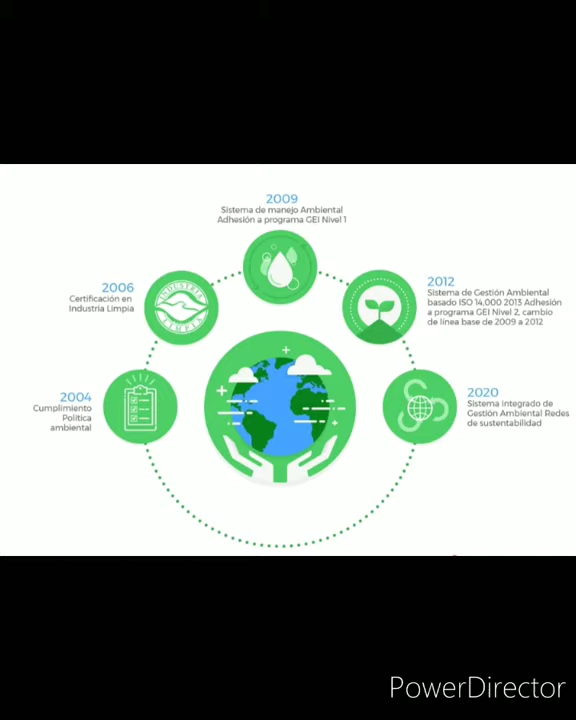 2009
Sistema de manejo Ambiental
Adhesión a programa GEI Nivel 1
2006
Certificación en
Industria Limpia
INDUSTRIA
LIMPIA
2012
Sistema de Gestión Ambiental
basado ISO 14,000 2013 Adhesión
a programa GEI Nivel 2, cambio
de línea base de 2009 a 2012
2004
Cumplimiento
Politica
ambiental
2020
Sistema Integrado de
Gestión Ambiental Redes
de sustentabilidad
PowerDirector